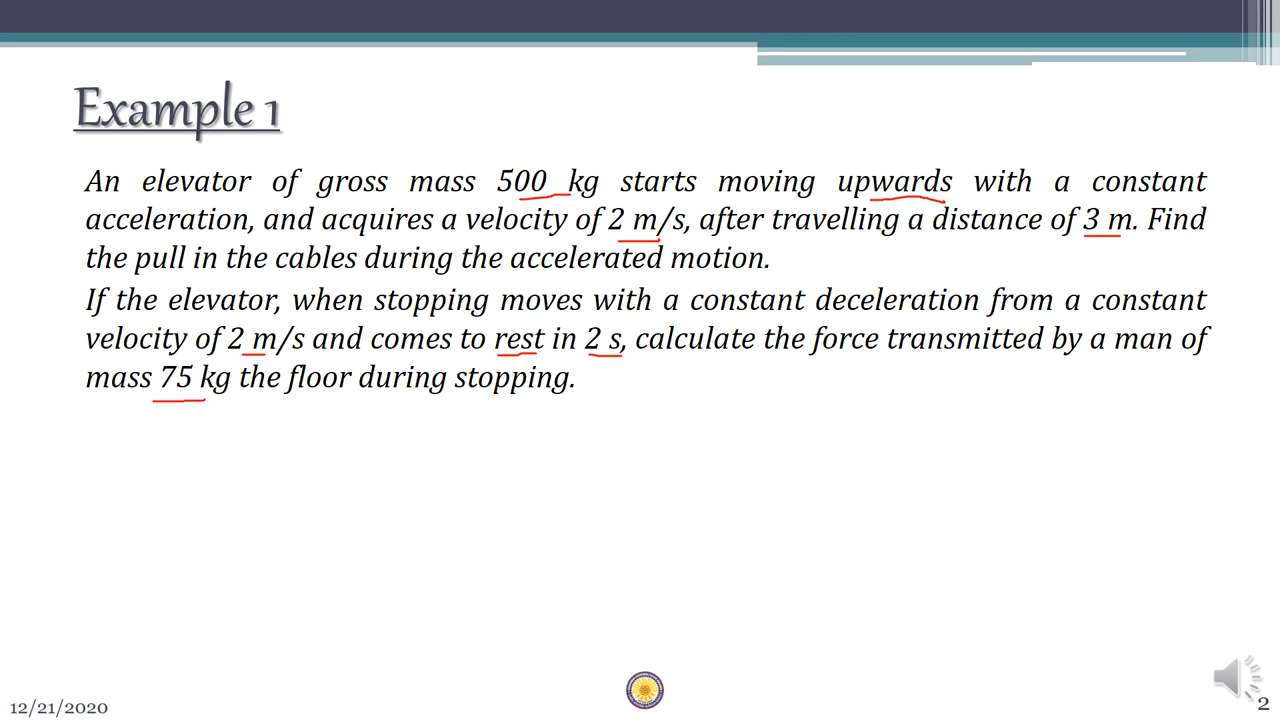 Example 1
An elevator of gross mass 500 kg starts moving upwards with a constant
acceleration, and acquires a velocity of 2 m/s, after travelling a distance of 3 m. Find
the pull in the cables during the accelerated motion.
If the elevator, when stopping moves with a constant deceleration from a constant
velocity of 2 m/s and comes to rest in 2 s, calculate the force transmitted by a man of
mass 75 kg the floor during stopping.
12/21/2020
2